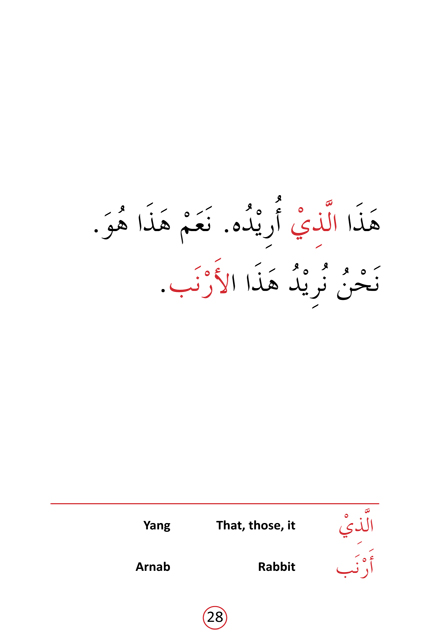 هَذَا الَّذِيْ أُرِيْدُه. نَعَمْ هَذَا هُوَ.
نَحْنُ نُرِيْدُ هَذَا الأَرْنَب.
الَّذِيْ That, those, it Yang
أَرْنَب Rabbit Arnab
28